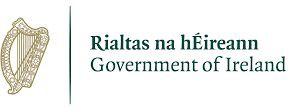 Rialtas na hÉireann
Government of Ireland